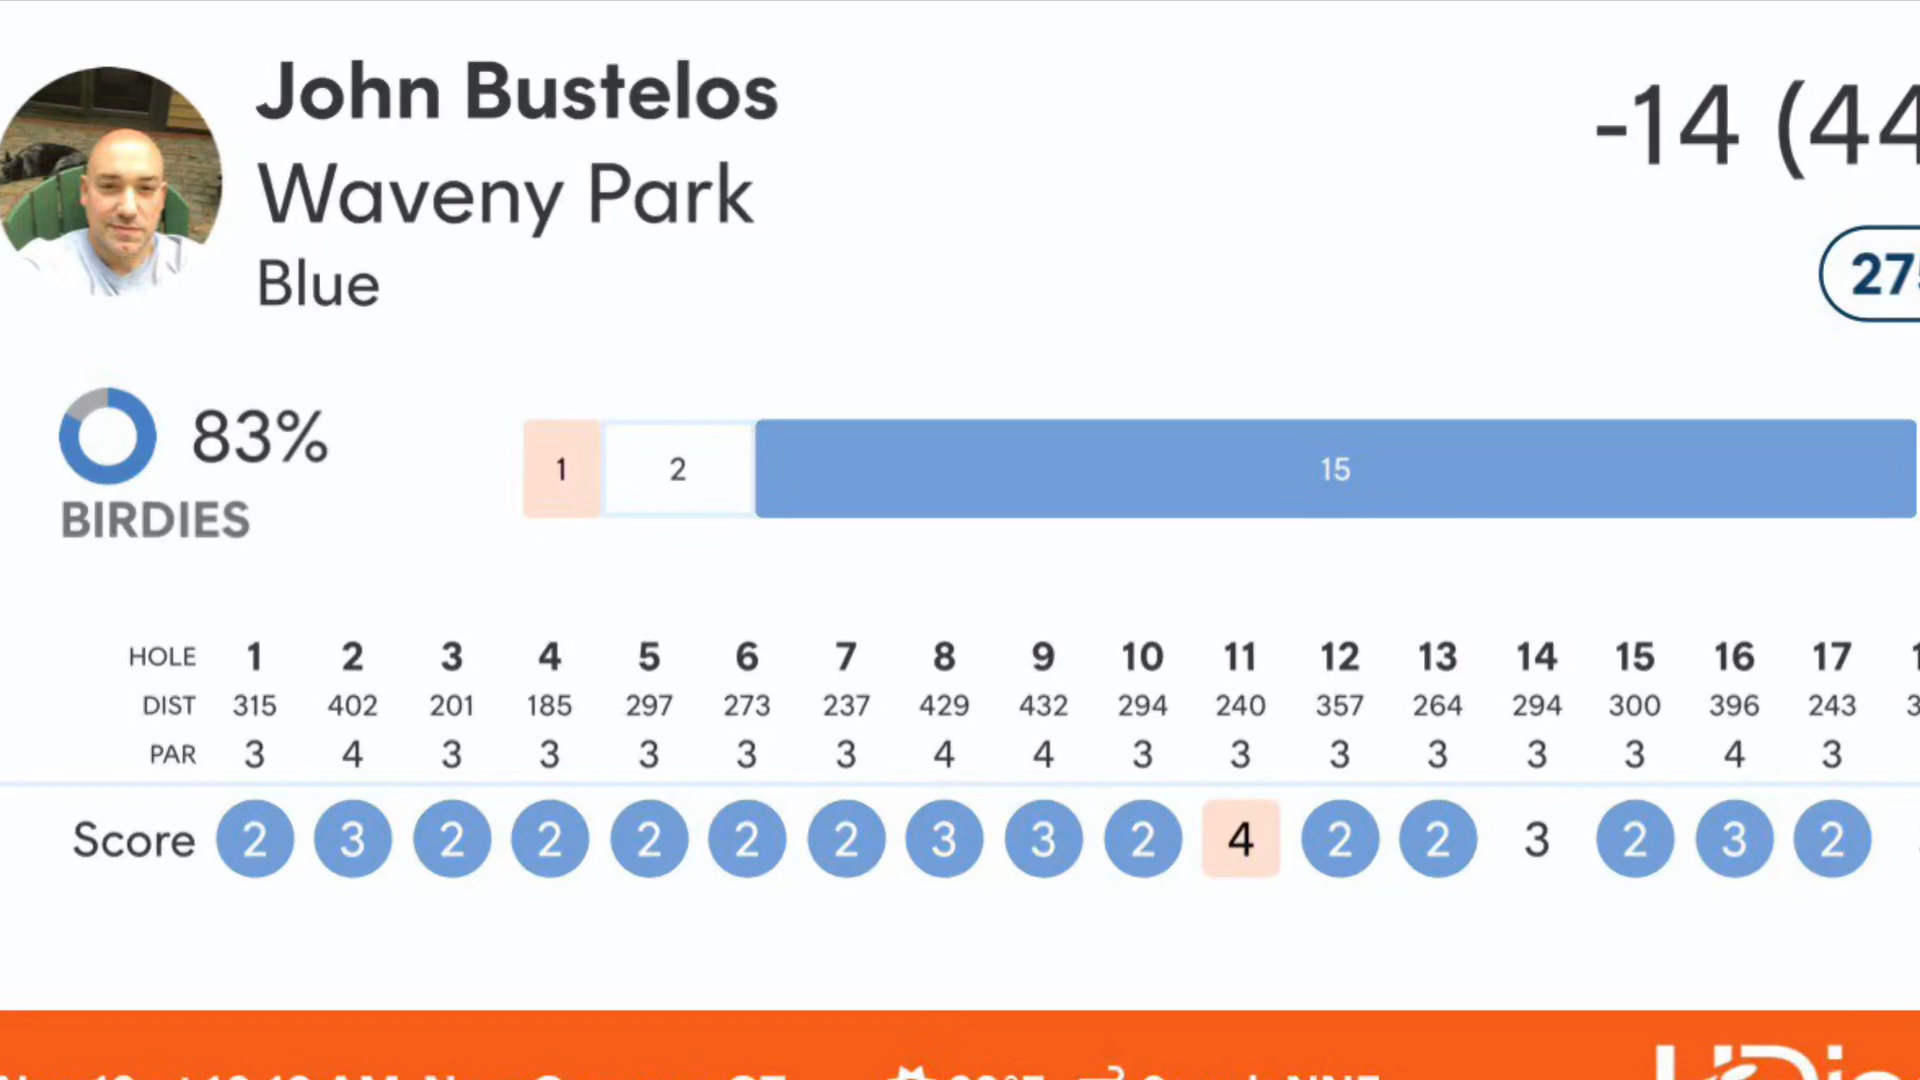 John Bustelos
-14 (44
Waveny Park
Blue
275
83%
BIRDIES
1 2 15
HOLE 1 2 3 4 5 6 7 8 9 10 11 12 13 14 15 16 17 1
DIST 315 402 201 185 297 273 237 429 432 294 240 357 264 294 300 396 243 3
PAR 3 4 3 3 3 3 3 4 4 3 3 3 3 3 3 4 3
Score 2 3 2 2 2 2 2 3 3 2 4 2 2 3 2 3 2
UDisc